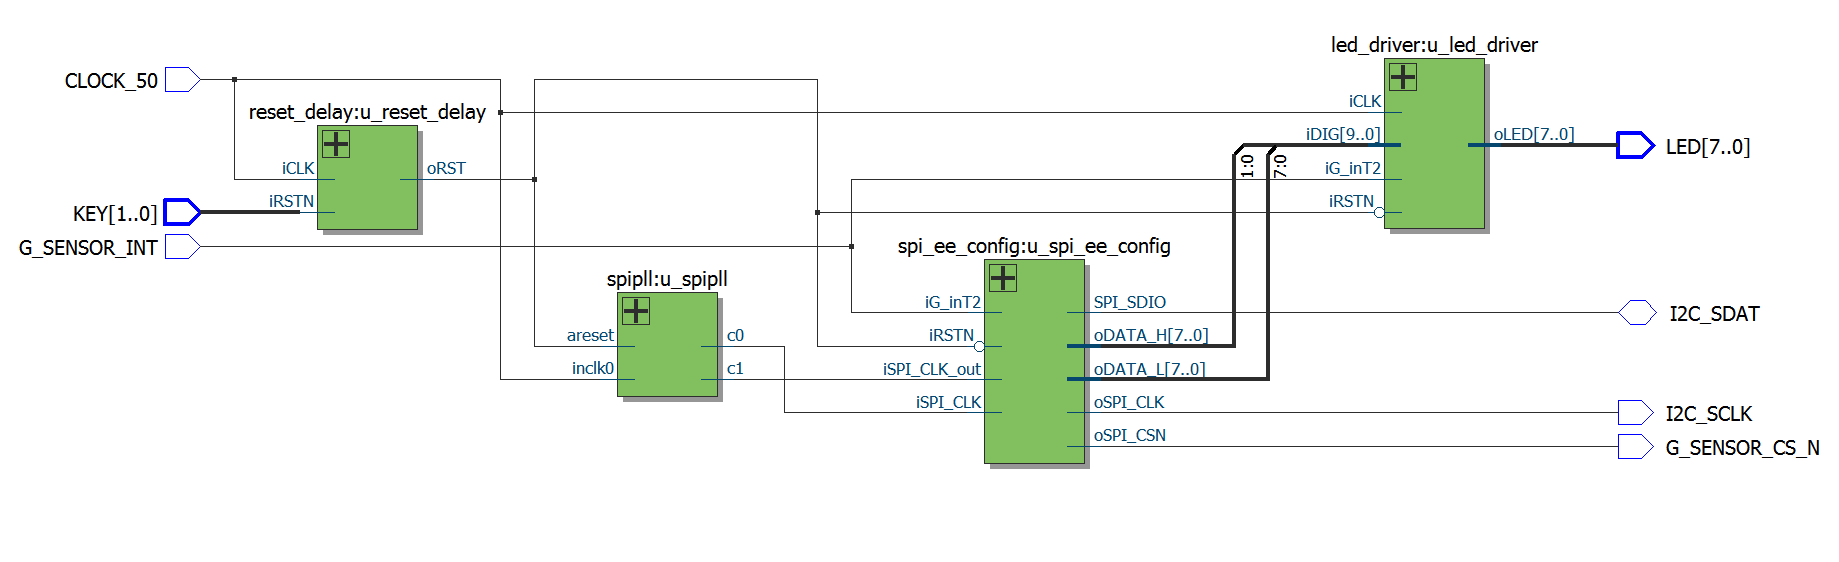 led_driver:u_led_driver
CLOCK_50
iCLK
reset_delay:u_reset_delay
iDIG[9..0]
oLED[7..0]
LED[7..0]
1:0
7:0
iCLK
oRST
iG_inT2
iRSTN
iRSTN
KEY[1..0]
G_SENSOR_INT
spi_ee_config:u_spi_ee_config
spipll:u_spipll
iG_inT2
SPI_SDIO
I2C_SDAT
areset
c0
iRSTN
oDATA_H[7..0]
inclk0
c1
iSPI_CLK_out
oDATA_L[7..0]
iSPI_CLK
oSPI_CLK
I2C_SCLK
oSPI_CSN
G_SENSOR_CS_N